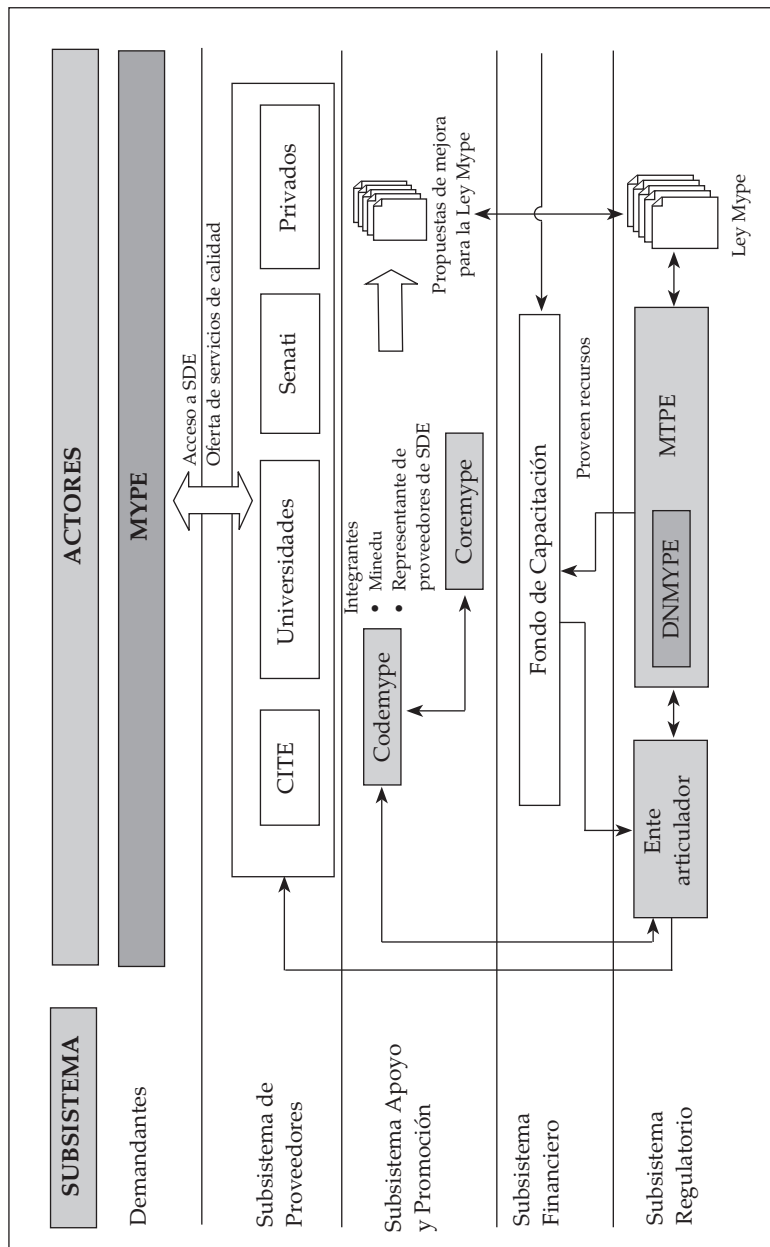 SUBSISTEMA
ACTORES
Demandantes
MYPE
Acceso a SDE
Oferta de servicios de calidad
Subsistema de
Proveedores
CITE
Universidades
Senati
Privados
Subsistema Apoyo
y Promoción
Codemype
Integrantes
• Minedu
• Representante de
proveedores de SDE
Coremype
Propuestas de mejora
para la Ley Mype
Subsistema
Financiero
Fondo de Capacitación
Proveen recursos
Subsistema
Regulatorio
Ente
articulador
DNMYPE
MTPE
Ley Mype